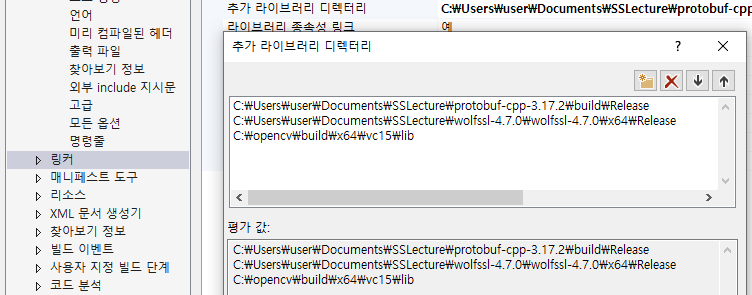 언어
미리 컴파일된 헤더
출력 파일
찾아보기 정보
외부 include 지시문
고급
모든 옵션
명령줄
링커
매니페스트 도구
리소스
XML 문서 생성기
찾아보기 정보
빌드 이벤트
사용자 지정 빌드 단계
코드 분석
추가 라이브러리 디렉터리 C:₩Users₩user₩Documents₩SSLecture₩protobuf-cpp
라이브러리 종속성 링크 예
추가 라이브러리 디렉터리 ?
C:₩Users₩user₩Documents₩SSLecture₩protobuf-cpp-3.17.2₩build₩Release
C:₩Users₩user₩Documents₩SSLecture₩wolfssl-4.7.0₩wolfssl-4.7.0₩x64₩Release
C:₩opencv₩build₩x64₩vc15₩lib
평가 값:
C:₩Users₩user₩Documents₩SSLecture₩protobuf-cpp-3.17.2₩build₩Release
C:₩Users₩user₩Documents₩SSLecture₩wolfssl-4.7.0₩wolfssl-4.7.0₩x64₩Release
C:₩opencv₩build₩x64₩vc15₩lib